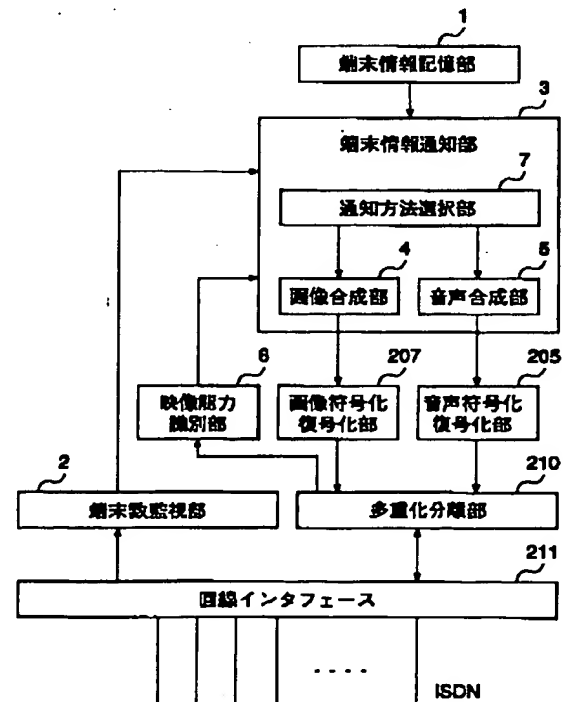 1
端末情報記憶部
3
端末情報通知部
7
通知方法選択部
4
5
画像合成部
音声合成部
6
207
205
映像能力
識別部
画像符号化
復号化部
音声符号化
復号化部
2
210
端末数監視部
多重化分離部
211
回線インタフェース
....
ISDN